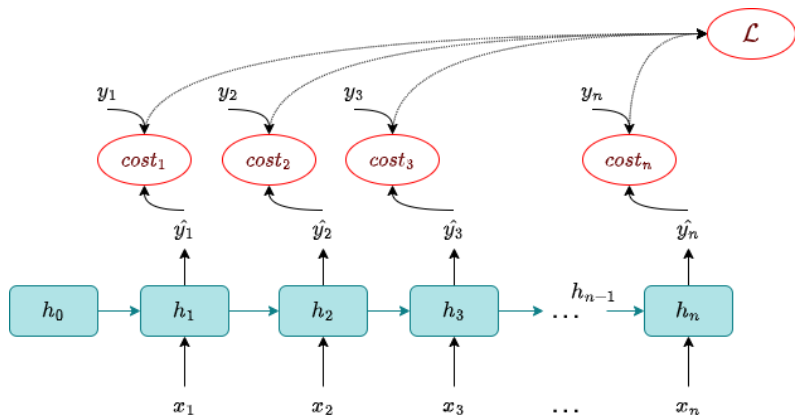 𝓛
y₁ y₂ y₃ yₙ
cost₁ cost₂ cost₃ costₙ
ŷ₁ ŷ₂ ŷ₃ ŷₙ
hₙ₋₁
h₀ h₁ h₂ h₃ ... hₙ
x₁ x₂ x₃ ... xₙ